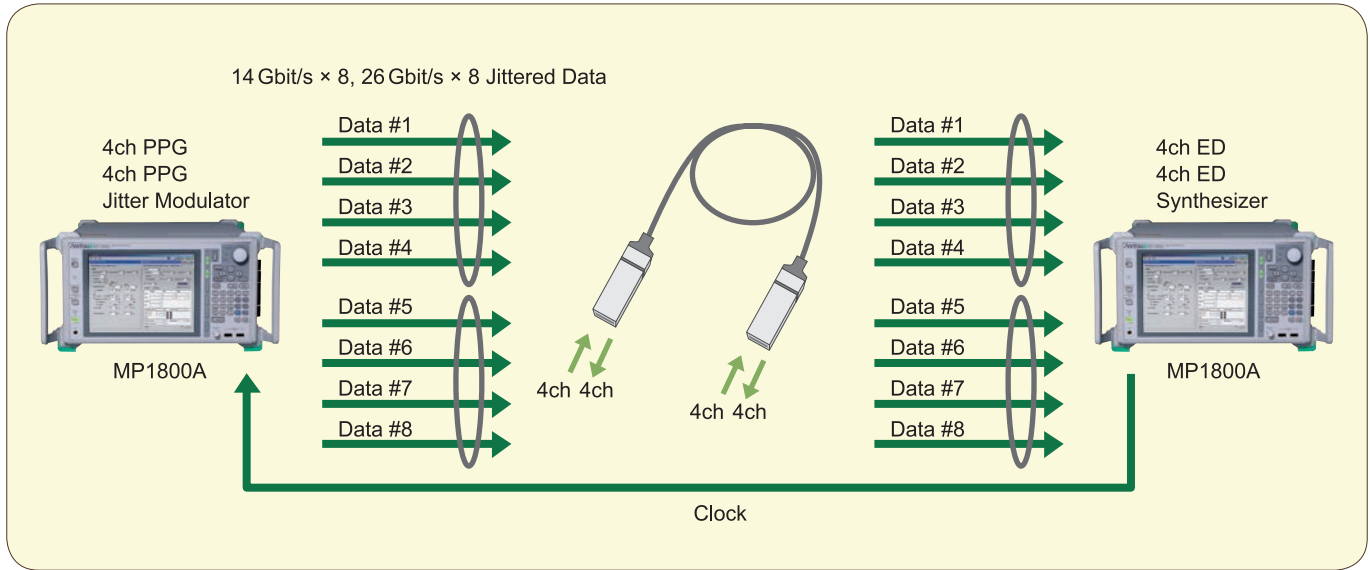 14 Gbit/s × 8, 26 Gbit/s × 8 Jittered Data
4ch PPG
4ch PPG
Jitter Modulator
MP1800A
Data #1
Data #2
Data #3
Data #4
Data #5
Data #6
Data #7
Data #8
4ch 4ch
4ch 4ch
Data #1
Data #2
Data #3
Data #4
Data #5
Data #6
Data #7
Data #8
4ch ED
4ch ED
Synthesizer
MP1800A
Clock